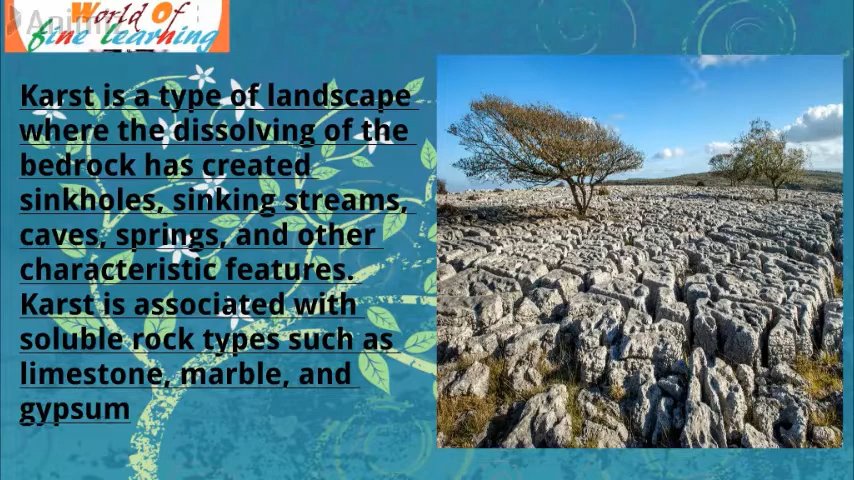 World Of
fine learning
Karst is a type of landscape
where the dissolving of the
bedrock has created
sinkholes, sinking streams,
caves, springs, and other
characteristic features.
Karst is associated with
soluble rock types such as
limestone, marble, and
gypsum